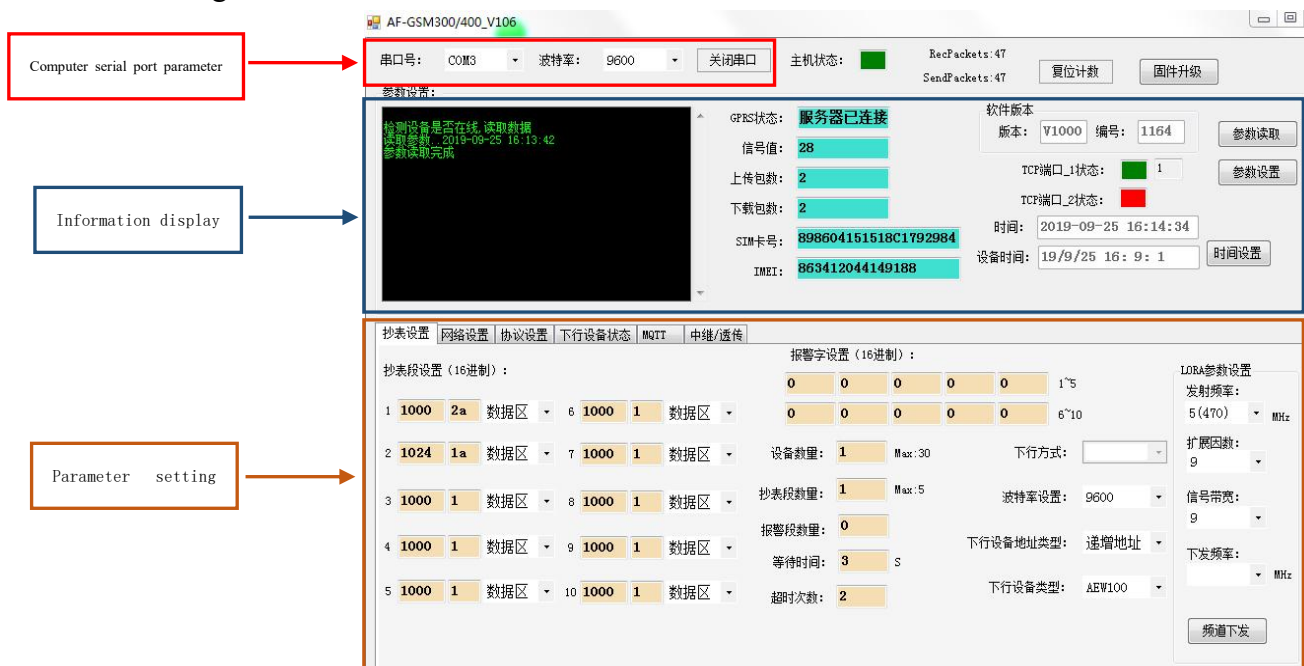 AF-GSM300/400_V106
Computer serial port parameter
串口号: COM3 波特率: 9600 关闭串口 主机状态: RecPackets:47
SendPackets:47 复位计数 固件升级
参数设置:
检测设备是否在线,读取数据
读取参数...2019-09-25 16:13:42
参数读取完成
GPRS状态: 服务器已连接
信号值: 28
上传包数: 2
下载包数: 2
SIM卡号: 898604151518C1792984
IMEI: 863412044149188
软件版本
版本: V1000 编号: 1164 参数读取
TCP端口_1状态: 1 参数设置
TCP端口_2状态:
时间: 2019-09-25 16:14:34
设备时间: 19/9/25 16: 9: 1 时间设置
Information display
抄表设置 网络设置 协议设置 下行设备状态 MQTT 中继/透传
抄表段设置 (16进制) :
1 1000 2a 数据区 6 1000 1 数据区
2 1024 1a 数据区 7 1000 1 数据区
3 1000 1 数据区 8 1000 1 数据区
4 1000 1 数据区 9 1000 1 数据区
5 1000 1 数据区 10 1000 1 数据区
报警字设置 (16进制) :
0 0 0 0 0 1~5
0 0 0 0 0 6~10
设备数量: 1 Max:30
抄表段数量: 1 Max:5
报警段数量: 0
等待时间: 3 S
超时次数: 2
下行方式:
波特率设置: 9600
下行设备地址类型: 递增地址
下行设备类型: AEW100
LORA参数设置
发射频率:
5(470) MHz
扩展因数:
9
信号带宽:
9
下发频率:
MHz
频道下发
Parameter setting